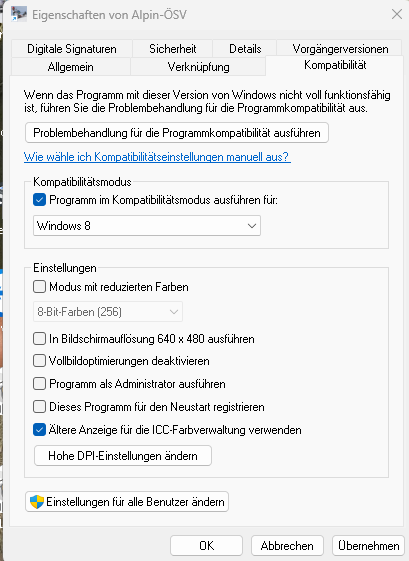 Eigenschaften von Alpin-ÖSV
Digitale Signaturen Sicherheit Details Vorgängerversionen
Allgemein Verknüpfung Kompatibilität
Wenn das Programm mit dieser Version von Windows nicht voll funktionsfähig
ist, führen Sie die Problembehandlung für die Programmkompatibilität aus.
Problembehandlung für die Programmkompatibilität ausführen
Wie wähle ich Kompatibilitätseinstellungen manuell aus?
Kompatibilitätsmodus
Programm im Kompatibilitätsmodus ausführen für:
Windows 8
Einstellungen
Modus mit reduzierten Farben
8-Bit-Farben (256)
In Bildschirmauflösung 640 x 480 ausführen
Vollbildoptimierungen deaktivieren
Programm als Administrator ausführen
Dieses Programm für den Neustart registrieren
Ältere Anzeige für die ICC-Farbverwaltung verwenden
Hohe DPI-Einstellungen ändern
Einstellungen für alle Benutzer ändern
OK Abbrechen Übernehmen